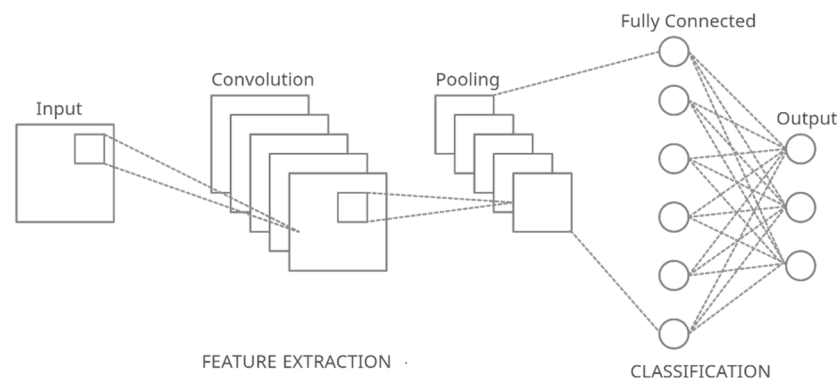 Fully Connected
Convolution
Pooling
Input
Output
FEATURE EXTRACTION
CLASSIFICATION